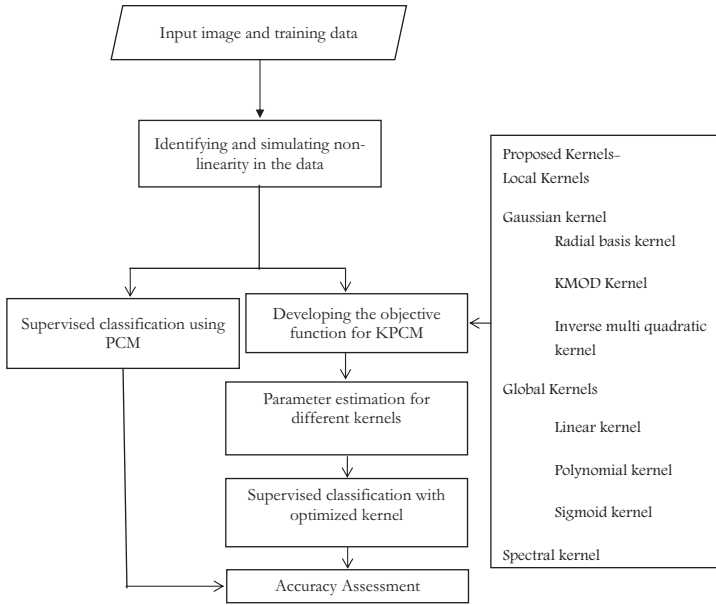 Input image and training data
Identifying and simulating non-
linearity in the data
Supervised classification using
PCM
Developing the objective
function for KPCM
Parameter estimation for
different kernels
Supervised classification with
optimized kernel
Accuracy Assessment
Proposed Kernels–
Local Kernels
Gaussian kernel
Radial basis kernel
KMOD Kernel
Inverse multi quadratic
kernel
Global Kernels
Linear kernel
Polynomial kernel
Sigmoid kernel
Spectral kernel